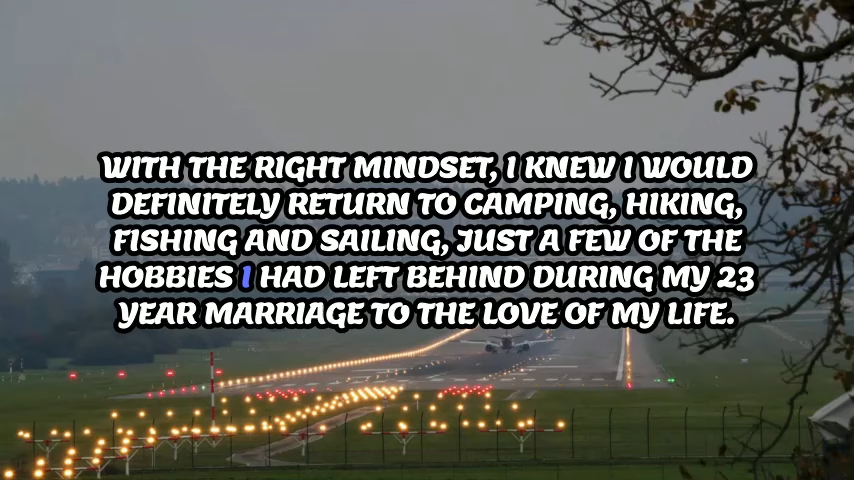 WITH THE RIGHT MINDSET, I KNEW I WOULD
DEFINITELY RETURN TO CAMPING, HIKING,
FISHING AND SAILING, JUST A FEW OF THE
HOBBIES I HAD LEFT BEHIND DURING MY 23
YEAR MARRIAGE TO THE LOVE OF MY LIFE.